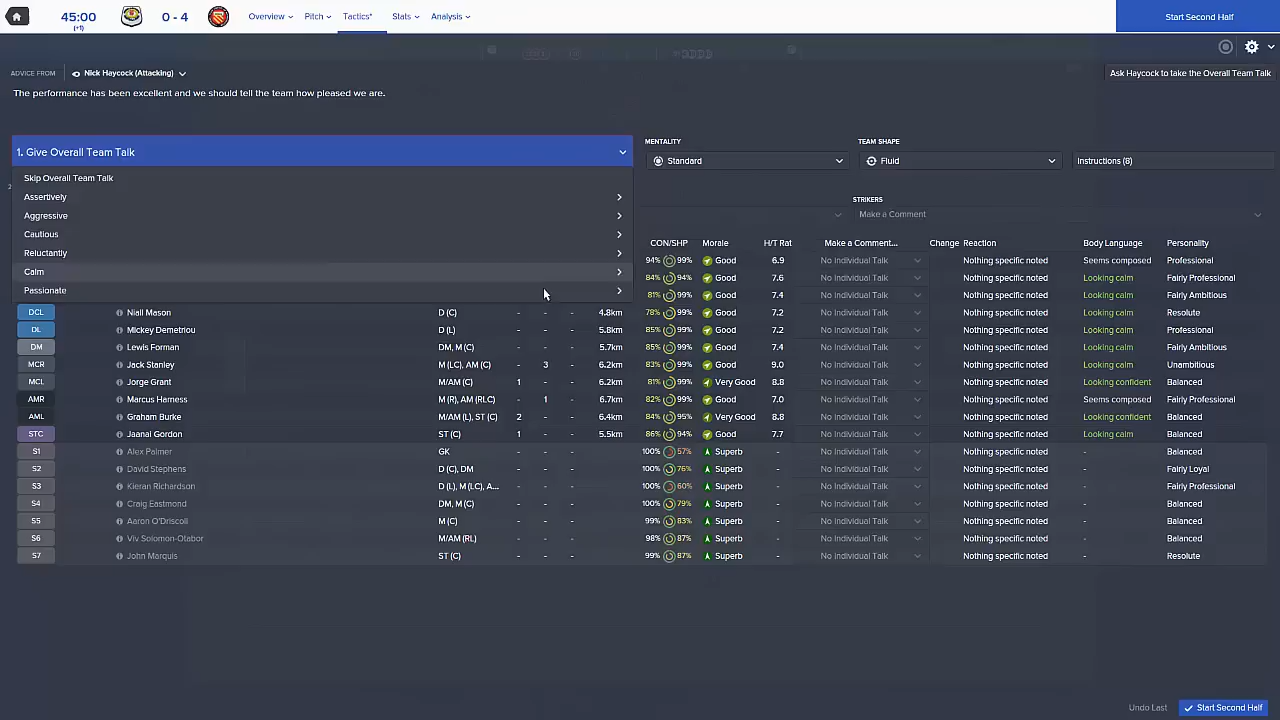 45:00 0 - 4 Overview Pitch Tactics* Stats Analysis Start Second Half
(+1)
ADVICE FROM Nick Haycock (Attacking) Ask Haycock to take the Overall Team Talk
The performance has been excellent and we should tell the team how pleased we are.
MENTALITY TEAM SHAPE
1. Give Overall Team Talk Standard Fluid Instructions (8)
Skip Overall Team Talk
2
Assertively STRIKERS
Aggressive Make a Comment
Cautious CON/SHP Morale H/T Rat Make a Comment... Change Reaction Body Language Personality
Reluctantly 94% 99% Good 6.9 No Individual Talk Nothing specific noted Seems composed Professional
Calm 84% 94% Good 7.6 No Individual Talk Nothing specific noted Looking calm Fairly Professional
Passionate 81% 99% Good 7.4 No Individual Talk Nothing specific noted Looking calm Fairly Ambitious
DCL Niall Mason D (C) - - - 4.8km 78% 99% Good 7.2 No Individual Talk Nothing specific noted Looking calm Resolute
DL Mickey Demetriou D (L) - - - 5.8km 85% 99% Good 7.2 No Individual Talk Nothing specific noted Looking calm Professional
DM Lewis Forman DM, M (C) - - - 5.7km 85% 99% Good 7.4 No Individual Talk Nothing specific noted Looking calm Fairly Ambitious
MCR Jack Stanley M (LC), AM (C) - 3 - 6.2km 83% 99% Good 9.0 No Individual Talk Nothing specific noted Looking calm Unambitious
MCL Jorge Grant M/AM (C) 1 - - 6.2km 81% 99% Very Good 8.8 No Individual Talk Nothing specific noted Looking confident Balanced
AMR Marcus Harness M (R), AM (RLC) - 1 - 6.7km 82% 99% Good 7.0 No Individual Talk Nothing specific noted Seems composed Fairly Professional
AML Graham Burke M/AM (L), ST (C) 2 - - 6.4km 84% 95% Very Good 8.8 No Individual Talk Nothing specific noted Looking confident Balanced
STC Jaanai Gordon ST (C) 1 - - 5.5km 86% 94% Good 7.7 No Individual Talk Nothing specific noted Looking calm Balanced
S1 Alex Palmer GK 100% 57% Superb - No Individual Talk Nothing specific noted - Balanced
S2 David Stephens D (C), DM 100% 76% Superb - No Individual Talk Nothing specific noted - Fairly Loyal
S3 Kieran Richardson D (L), M (LC), A... 100% 60% Superb - No Individual Talk Nothing specific noted - Fairly Professional
S4 Craig Eastmond DM, M (C) 100% 79% Superb - No Individual Talk Nothing specific noted - Balanced
S5 Aaron O'Driscoll M (C) 99% 83% Superb - No Individual Talk Nothing specific noted - Balanced
S6 Viv Solomon-Otabor M/AM (RL) 98% 87% Superb - No Individual Talk Nothing specific noted - Balanced
S7 John Marquis ST (C) 99% 87% Superb - No Individual Talk Nothing specific noted - Resolute
Undo Last Start Second Half